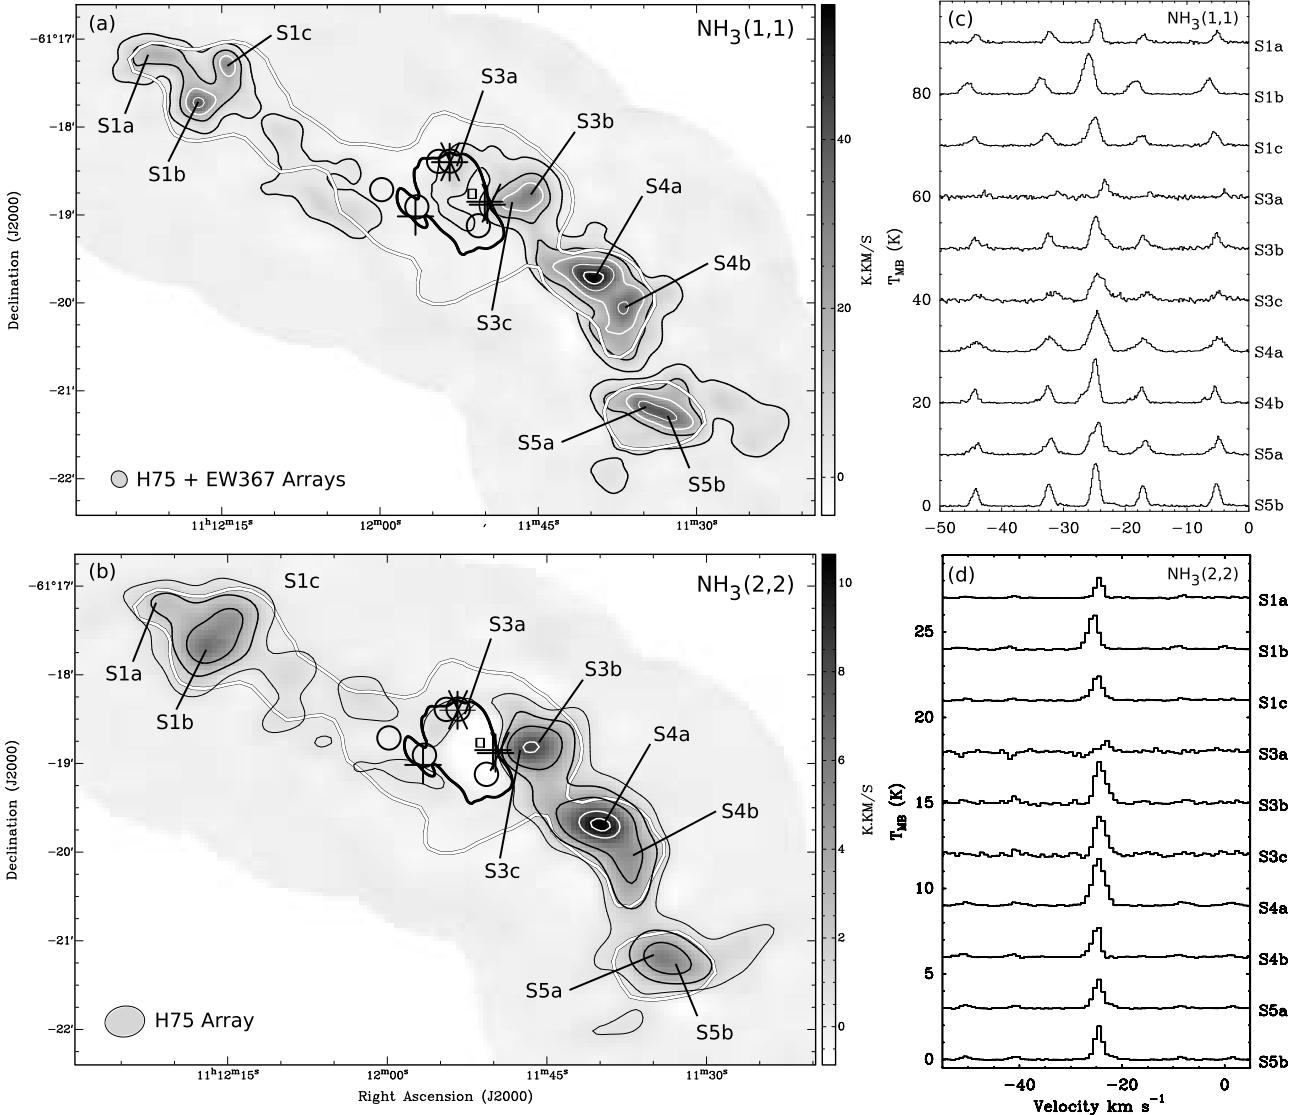 (a)
NH3(1,1)
S1c
S3a
S3b
S1a
S1b
S4a
S4b
S3c
S5a
S5b
H75 + EW367 Arrays
-61°17′
-18′
-19′
-20′
-21′
-22′
Declination (J2000)
11h12m15s
12m00s
11m45s
11m30s
40
20
0
K.KM/S
(c)
NH3(1,1)
S1a
S1b
S1c
S3a
S3b
S3c
S4a
S4b
S5a
S5b
80
60
40
20
0
TMB (K)
-50
-40
-30
-20
-10
0
(b)
NH3(2,2)
S1c
S3a
S3b
S1a
S1b
S4a
S4b
S3c
S5a
S5b
H75 Array
-61°17′
-18′
-19′
-20′
-21′
-22′
Declination (J2000)
11h12m15s
12m00s
11m45s
11m30s
Right Ascension (J2000)
10
8
6
4
2
0
K.KM/S
(d)
NH3(2,2)
S1a
S1b
S1c
S3a
S3b
S3c
S4a
S4b
S5a
S5b
25
20
15
10
5
0
TMB (K)
-40
-20
0
Velocity km s-1